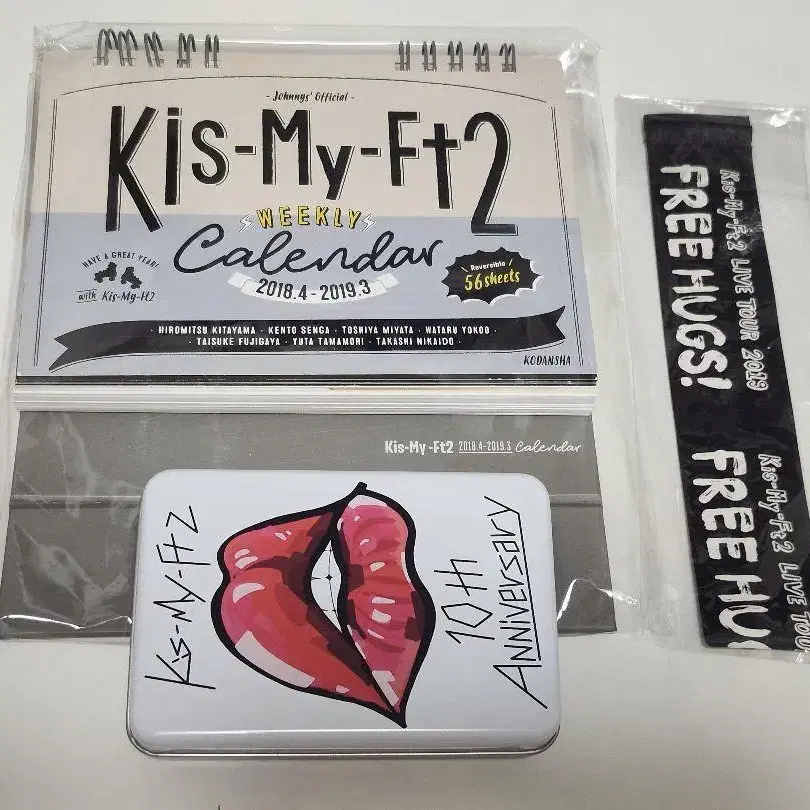 - Johnnys' Official -
Kis-My-Ft2
WEEKLY
Calendar
2018.4-2019.3
HAVE A GREAT YEAR!
with Kis-My-Ft2
Reversible
56 sheets
· HIROMITSU KITAYAMA · KENTO SENGA · TOSHIYA MIYATA · WATARU YOKOO ·
· TAISUKE FUJIGAYA · YUTA TAMAMORI · TAKASHI NIKAIDO ·
KODANSHA
Kis-My-Ft2 2018.4-2019.3 Calendar
Kis-My-Ft2
10th
ANNIVERSARY
Kis-My-Ft2 LIVE TOUR 2019
FREE HUGS!
Kis-My-Ft2 LIVE TOU
FREE HU